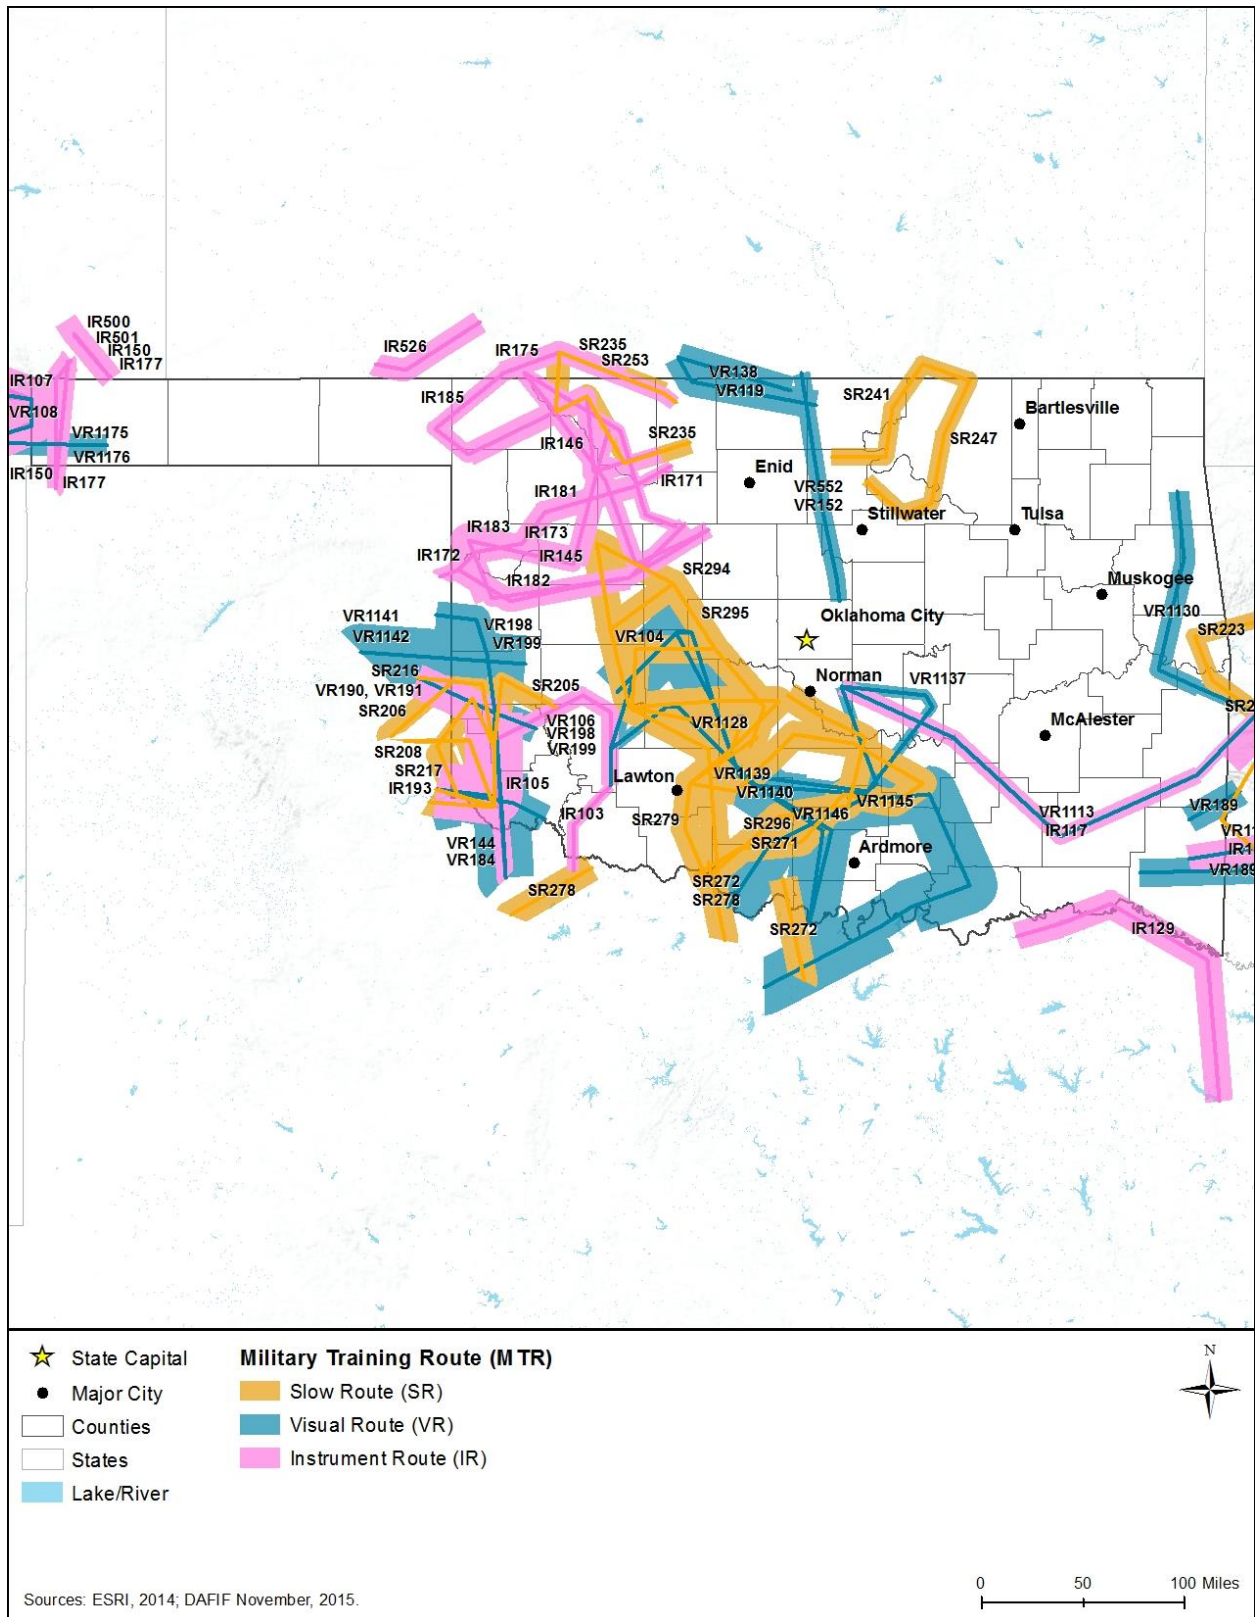 IR500
IR501
IR150
IR177
IR526
IR175
SR235
SR253
IR107
VR108
VR138
VR119
IR185
SR241
Bartlesville
VR1175
VR1176
IR146
SR235
SR247
IR150
IR177
IR171
Enid
IR181
VR552
VR152
Stillwater
Tulsa
IR183
IR173
IR172
IR145
IR182
SR294
Muskogee
VR1141
VR1142
VR198
VR199
VR104
SR295
Oklahoma City
VR1130
SR223
SR216
VR190, VR191
SR206
SR205
Norman
VR1137
SR2
VR106
VR198
VR199
VR1128
McAlester
SR208
SR217
IR193
IR105
Lawton
VR1139
VR1140
IR103
SR279
VR1146
VR1145
SR296
SR271
VR1113
IR117
VR189
VR144
VR184
Ardmore
VR11
IR1
VR189
SR278
SR272
SR278
SR272
IR129
State Capital
Major City
Counties
States
Lake/River
Military Training Route (MTR)
Slow Route (SR)
Visual Route (VR)
Instrument Route (IR)
N
Sources: ESRI, 2014; DAFIF November, 2015.
0 50 100 Miles